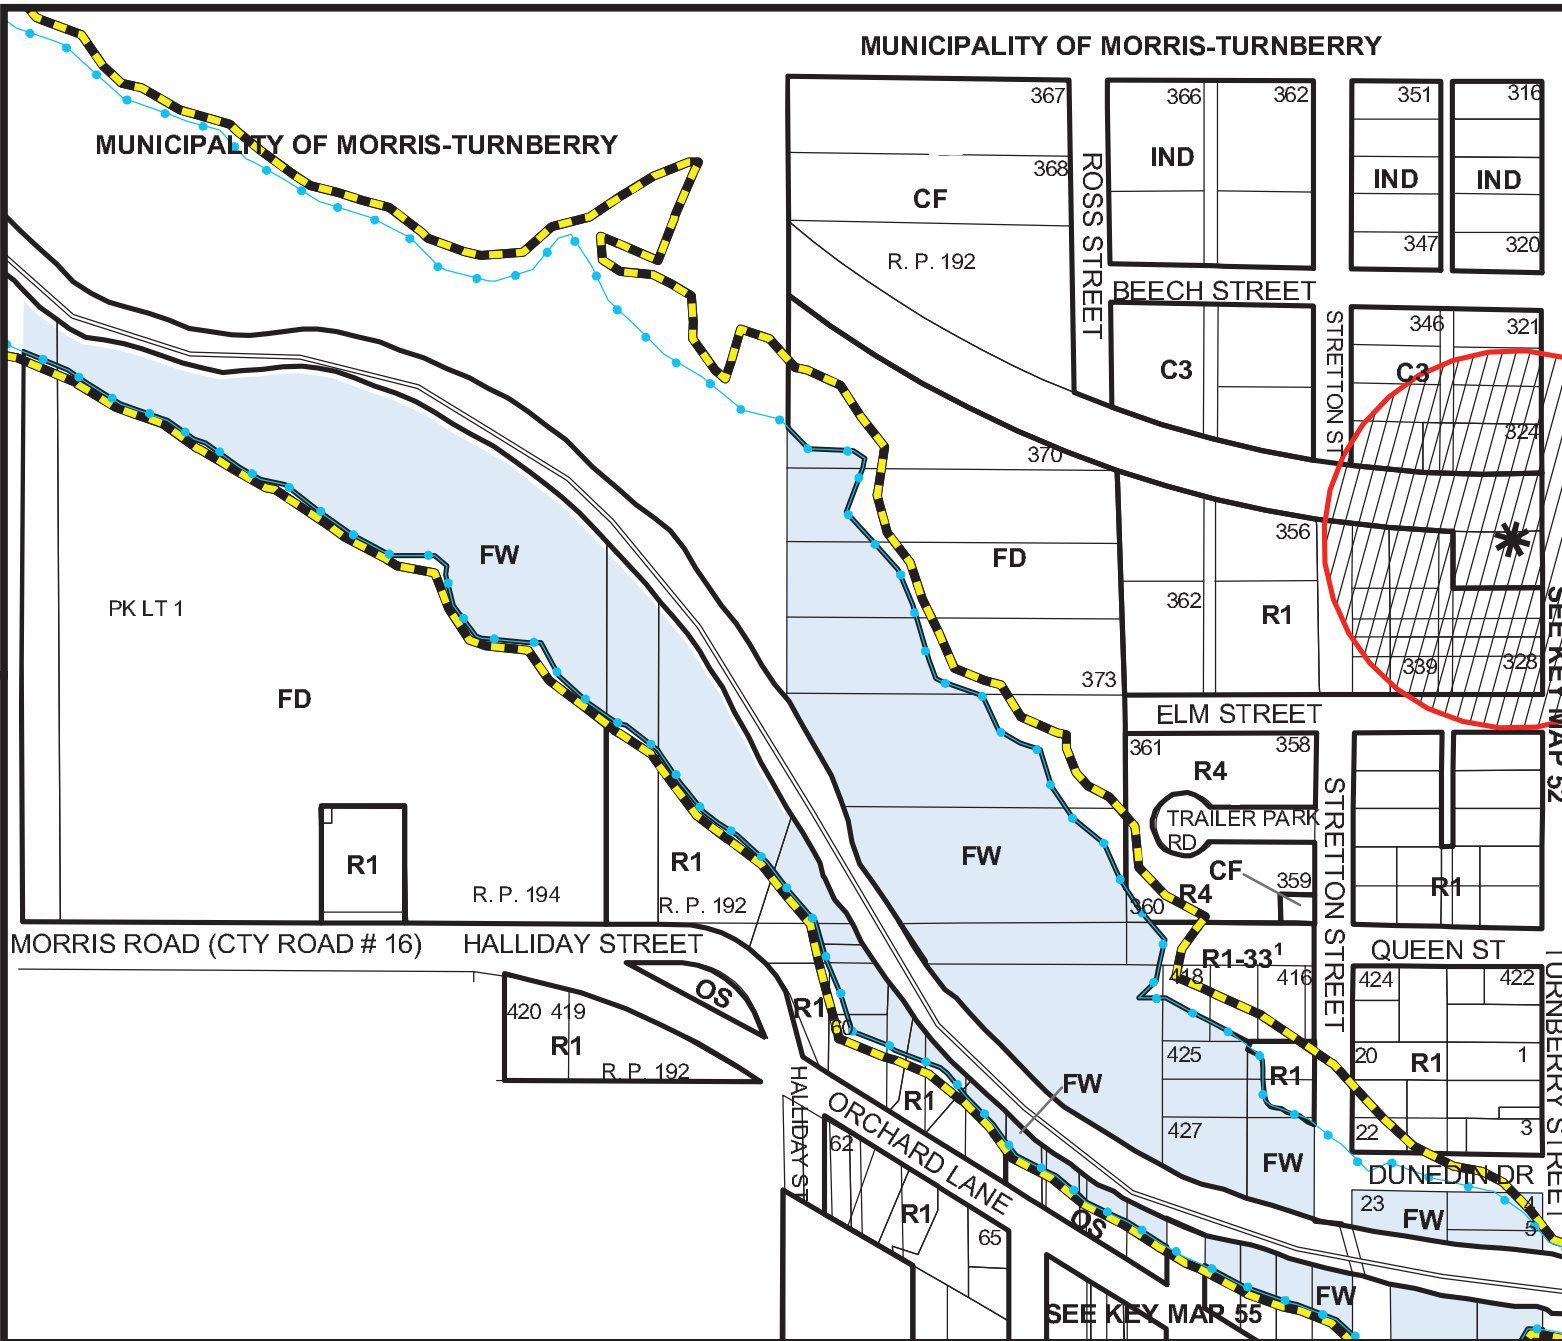 MUNICIPALITY OF MORRIS-TURNBERRY
MUNICIPALITY OF MORRIS-TURNBERRY
367
366
362
351
316
368
ROSS STREET
IND
IND
IND
CF
347
320
R. P. 192
BEECH STREET
STRETTON ST
346
321
C3
C3
324
370
356
FW
FD
362
R1
PK LT 1
339
328
SEE KEY MAP 52
FD
373
ELM STREET
361
358
R4
TRAILER PARK
RD
STRETTON STREET
R1
R1
FW
CF
359
R1
R. P. 194
R. P. 192
R4
360
MORRIS ROAD (CTY ROAD # 16)
HALLIDAY STREET
QUEEN ST
R1-33¹
418
416
424
422
TURNBERRY STREET
OS
R1
60
420
419
R1
R. P. 192
425
R1
20
R1
1
FW
HALLIDAY ST
ORCHARD LANE
R1
62
427
22
3
FW
DUNEDIN DR
R1
65
OS
23
FW
4
5
FW
SEE KEY MAP 55